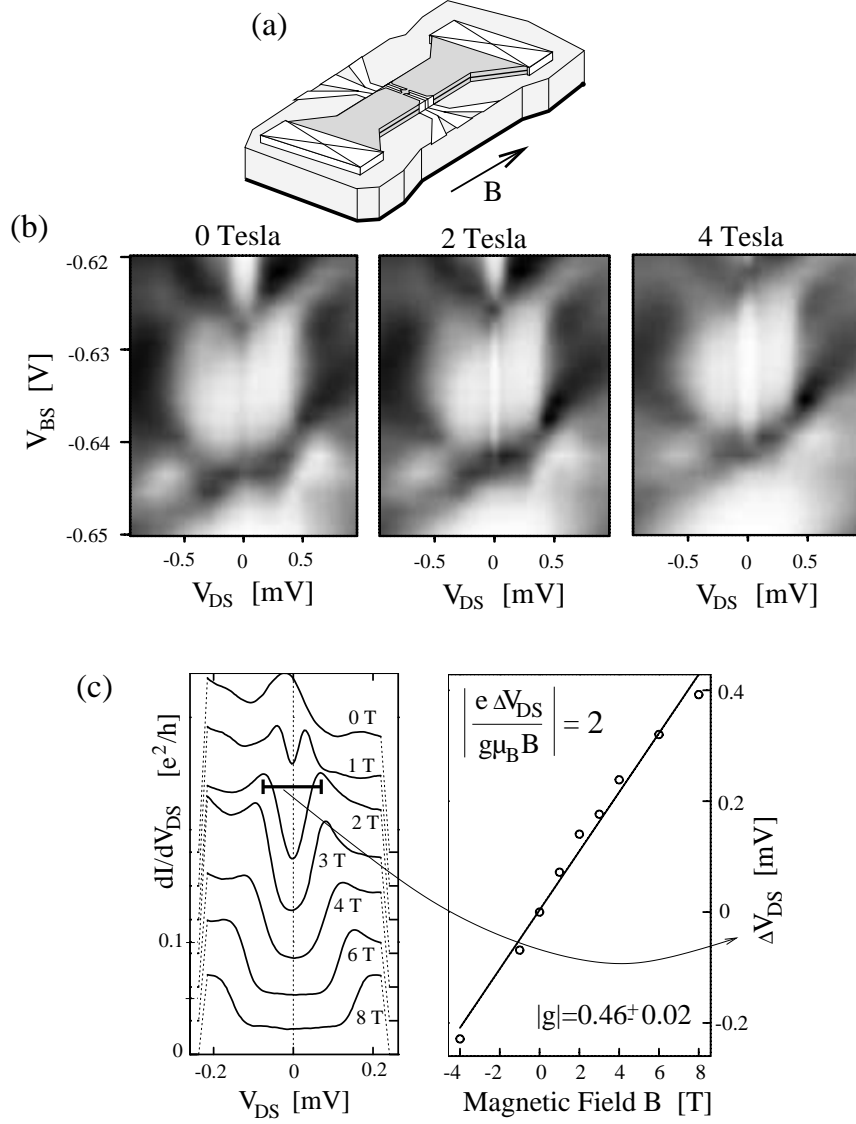 (a)
B
(b)
0 Tesla
2 Tesla
4 Tesla
-0.62
-0.63
-0.64
-0.65
V_BS [V]
-0.5 0 0.5
-0.5 0 0.5
-0.5 0 0.5
V_DS [mV]
V_DS [mV]
V_DS [mV]
(c)
dI/dV_DS [e^2/h]
0.1
0
0 T
1 T
2 T
3 T
4 T
6 T
8 T
-0.2 0 0.2
V_DS [mV]
| e ΔV_DS / gμ_B B | = 2
|g|=0.46±0.02
0.4
0.2
0
-0.2
ΔV_DS [mV]
-4 -2 0 2 4 6 8
Magnetic Field B [T]